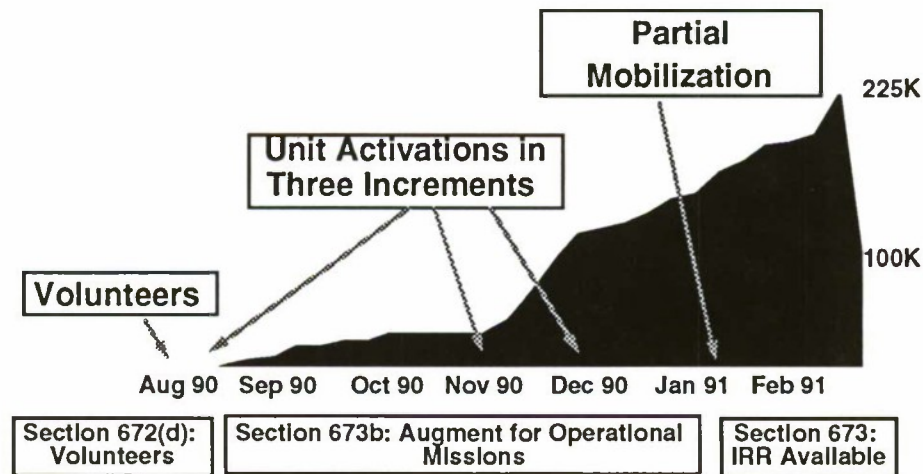 Partial
Mobilization
225K
Unit Activations in
Three Increments
100K
Volunteers
Aug 90 Sep 90 Oct 90 Nov 90 Dec 90 Jan 91 Feb 91
Section 672(d):
Volunteers
Section 673b: Augment for Operational
Missions
Section 673:
IRR Available